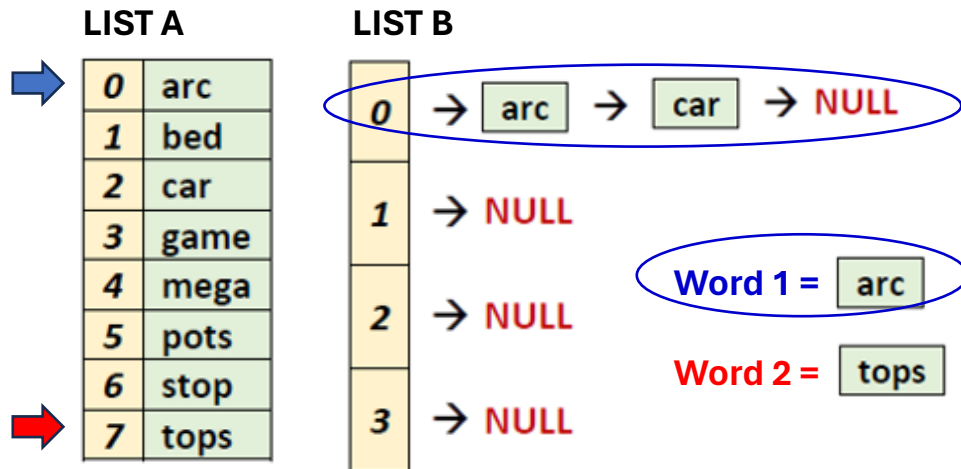 LIST A
0 arc
1 bed
2 car
3 game
4 mega
5 pots
6 stop
7 tops
LIST B
0 → arc → car → NULL
1 → NULL
2 → NULL
3 → NULL
Word 1 = arc
Word 2 = tops